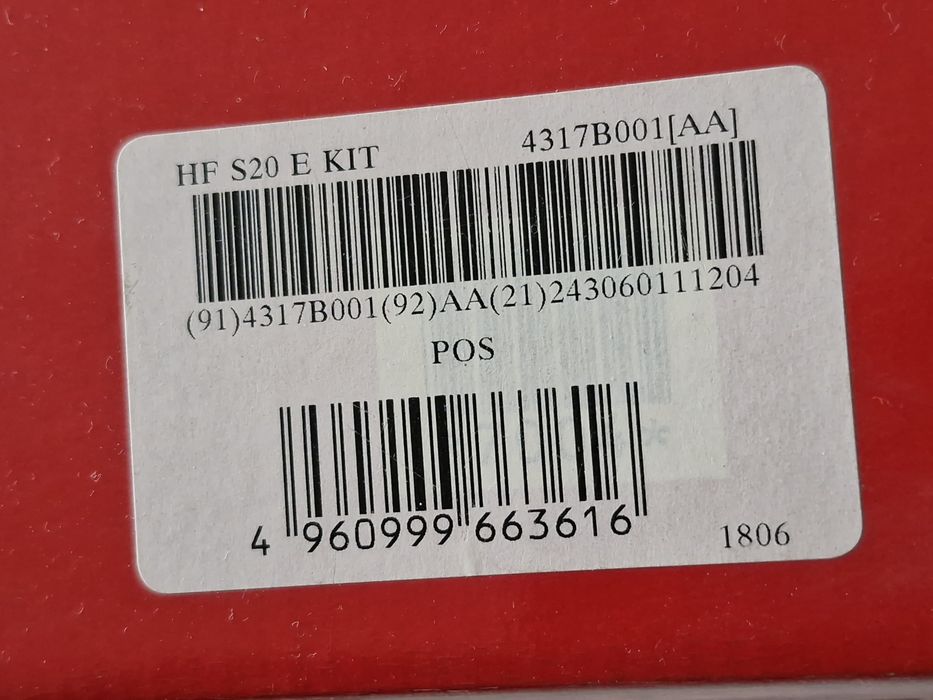 HF S20 E KIT 4317B001[AA]
(91)4317B001(92)AA(21)243060111204
POS
4 960999 663616
1806